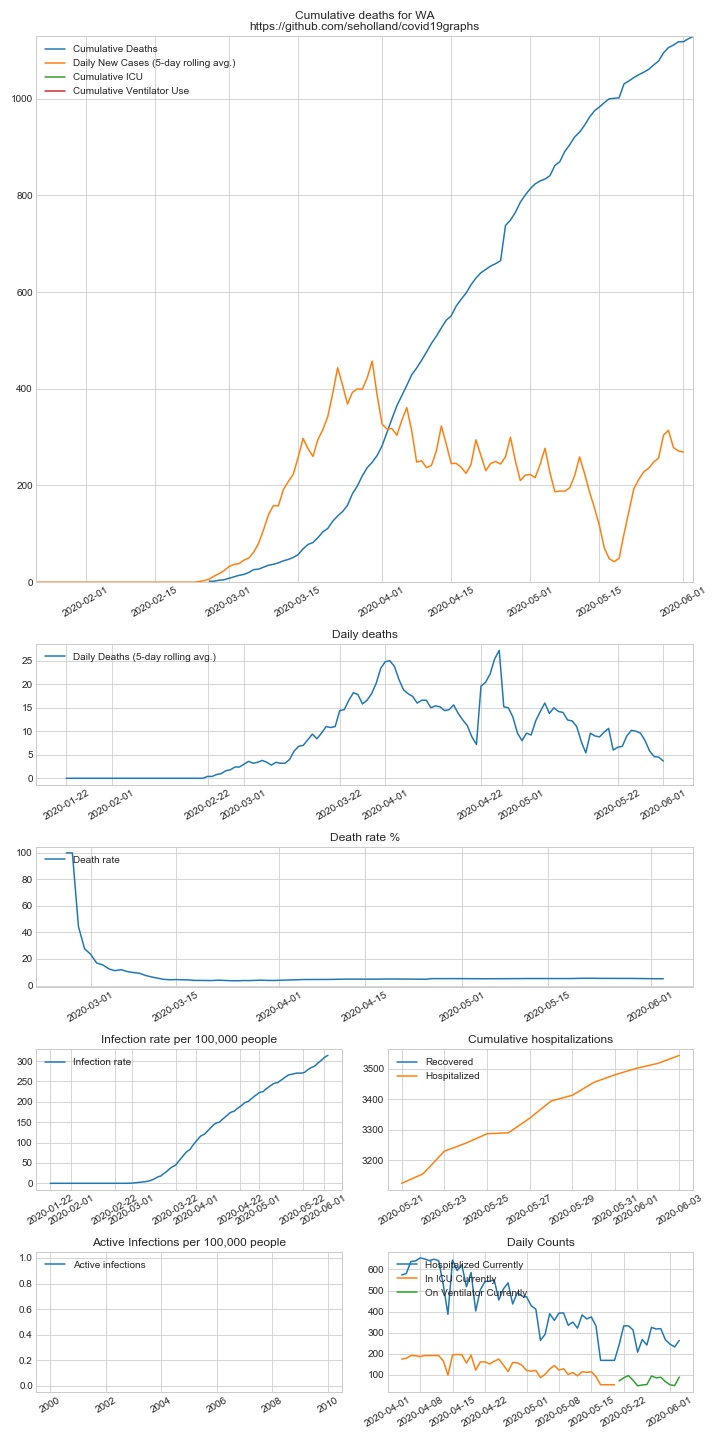 Cumulative deaths for WA
https://github.com/seholland/covid19graphs
Cumulative Deaths
Daily New Cases (5-day rolling avg.)
Cumulative ICU
Cumulative Ventilator Use
1000
800
600
400
200
0
2020-02-01 2020-02-15 2020-03-01 2020-03-15 2020-04-01 2020-04-15 2020-05-01 2020-05-15 2020-06-01
Daily deaths
Daily Deaths (5-day rolling avg.)
25
20
15
10
5
0
2020-01-22 2020-02-01 2020-02-22 2020-03-01 2020-03-22 2020-04-01 2020-04-22 2020-05-01 2020-05-22 2020-06-01
Death rate %
Death rate
100
80
60
40
20
0
2020-03-01 2020-03-15 2020-04-01 2020-04-15 2020-05-01 2020-05-15 2020-06-01
Infection rate per 100,000 people
Infection rate
300
250
200
150
100
50
0
2020-01-22 2020-02-01 2020-02-22 2020-03-01 2020-03-22 2020-04-01 2020-04-22 2020-05-01 2020-05-22 2020-06-01
Cumulative hospitalizations
Recovered
Hospitalized
3500
3400
3300
3200
2020-05-21 2020-05-23 2020-05-25 2020-05-27 2020-05-29 2020-05-31 2020-06-01 2020-06-03
Active Infections per 100,000 people
Active infections
1.0
0.8
0.6
0.4
0.2
0.0
2000 2002 2004 2006 2008 2010
Daily Counts
Hospitalized Currently
In ICU Currently
On Ventilator Currently
600
500
400
300
200
100
2020-04-01 2020-04-08 2020-04-15 2020-04-22 2020-05-01 2020-05-08 2020-05-15 2020-05-22 2020-06-01